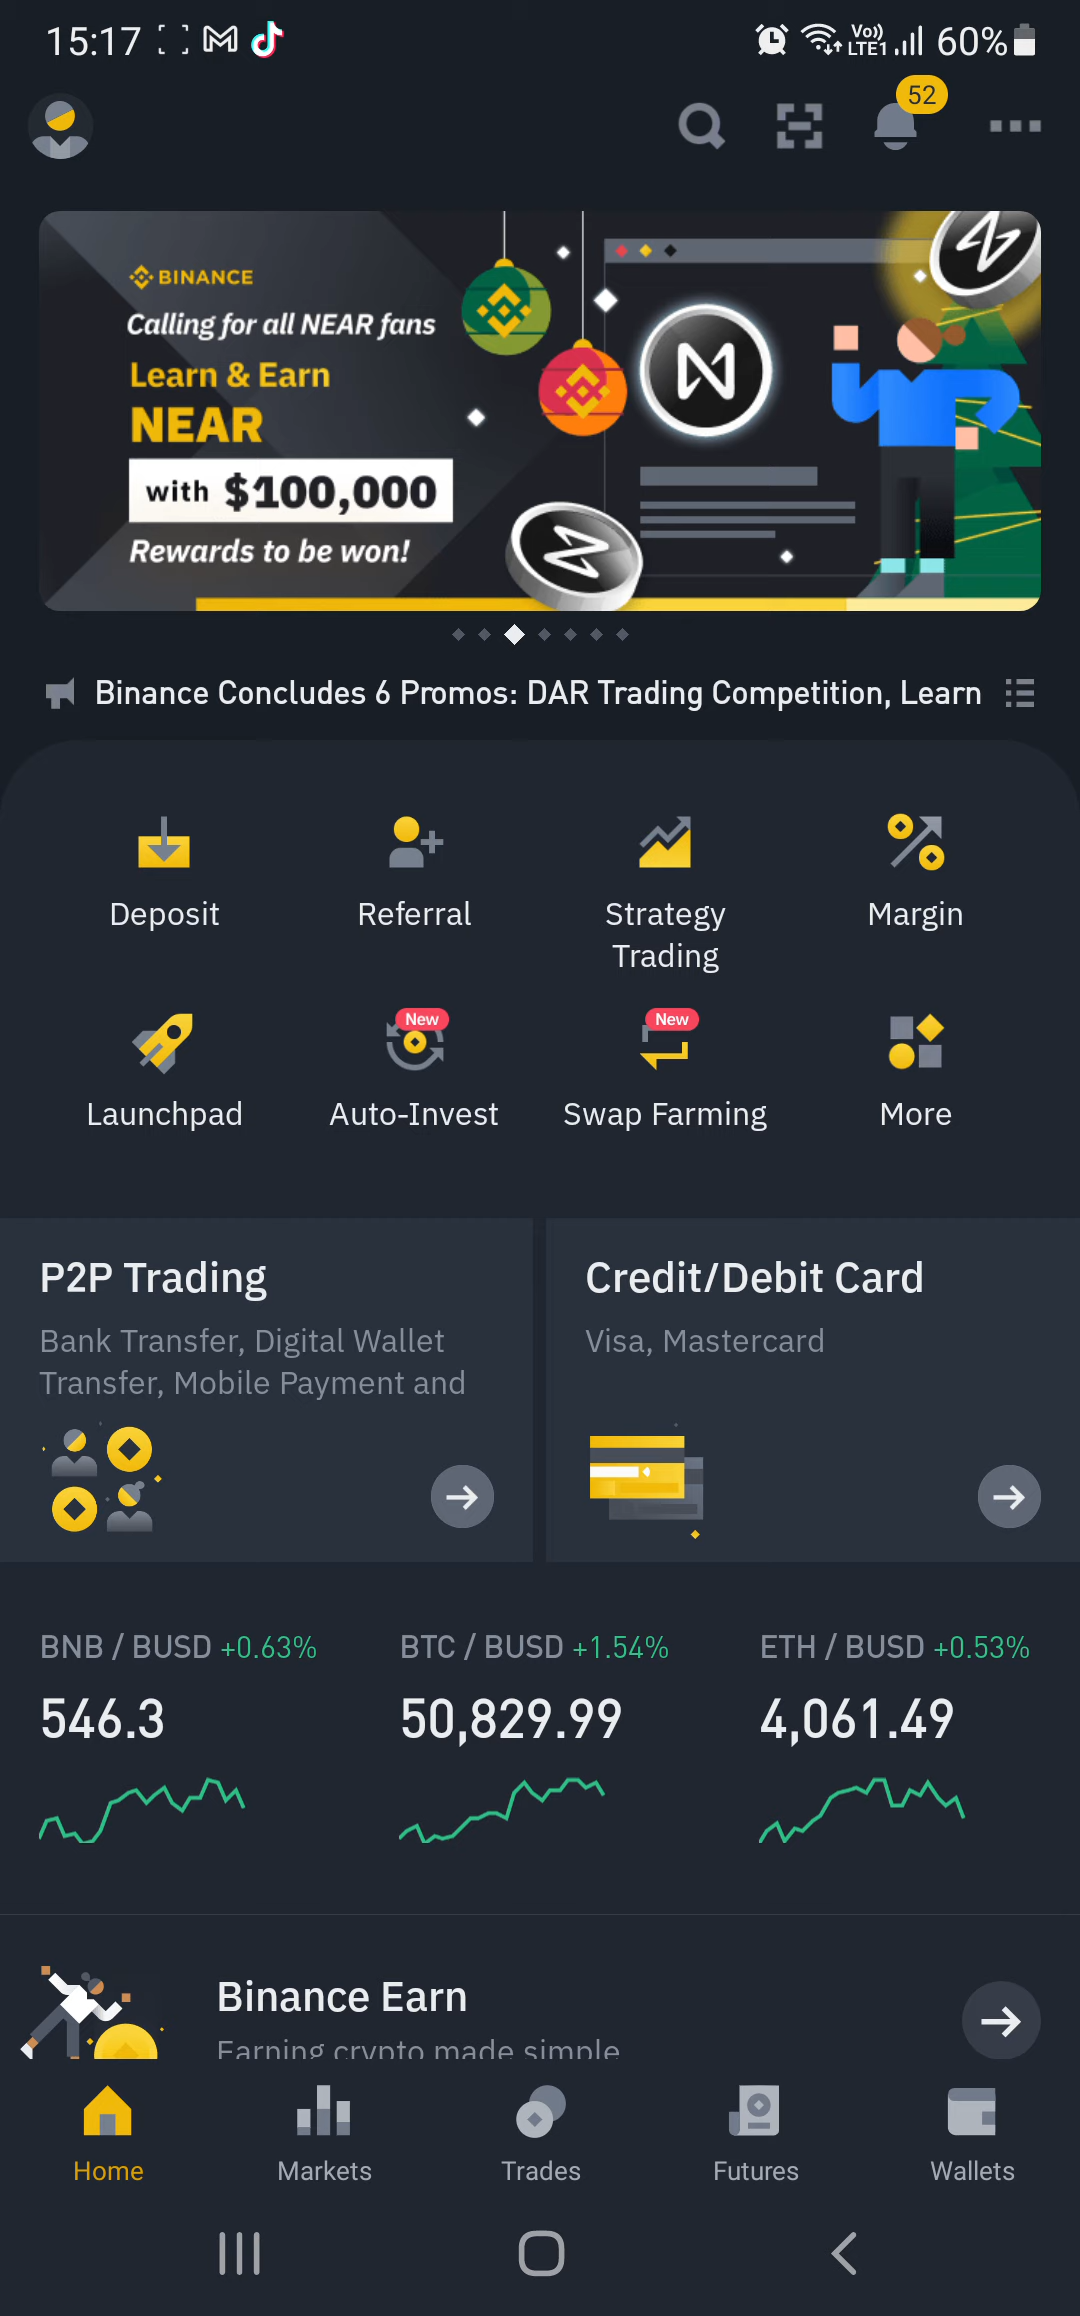 15:17
Vo))
LTE1
60%
52
BINANCE
Calling for all NEAR fans
Learn & Earn
NEAR
with $100,000
Rewards to be won!
Binance Concludes 6 Promos: DAR Trading Competition, Learn
Deposit
Referral
Strategy
Trading
Margin
New
New
Launchpad
Auto-Invest
Swap Farming
More
P2P Trading
Bank Transfer, Digital Wallet
Transfer, Mobile Payment and
Credit/Debit Card
Visa, Mastercard
BNB / BUSD +0.63%
546.3
BTC / BUSD +1.54%
50,829.99
ETH / BUSD +0.53%
4,061.49
Binance Earn
Earning crypto made simple
Home
Markets
Trades
Futures
Wallets